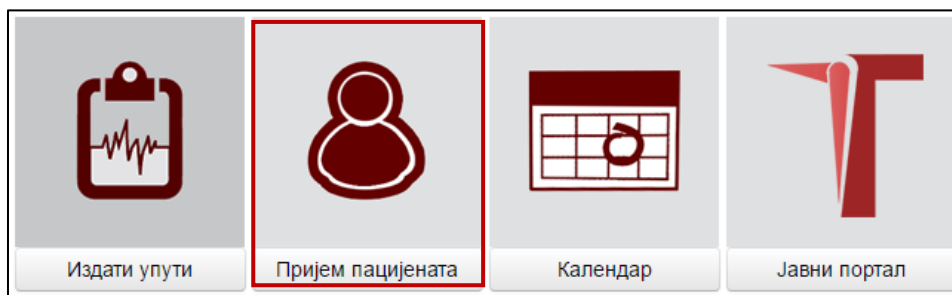 Издати упути
Пријем пацијената
Календар
Јавни портал